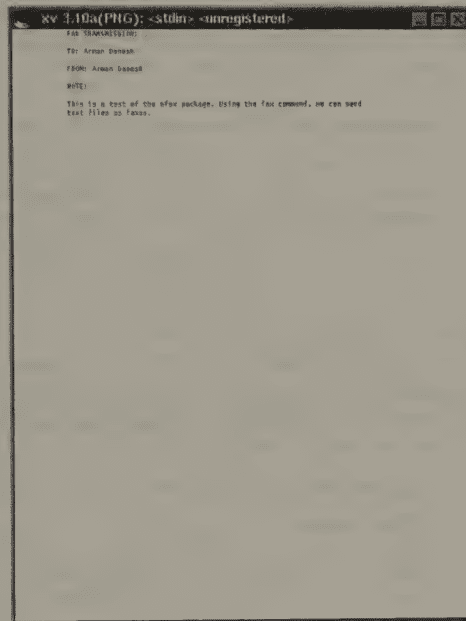 xv 3.10a(PNG): <stdin> <unregistered>
FAX TRANSMISSION:
TO: Arman Danesh
FROM: Arman Danesh
NOTE:
This is a test of the efax package. Using the fax command, we can send
text files as faxes.